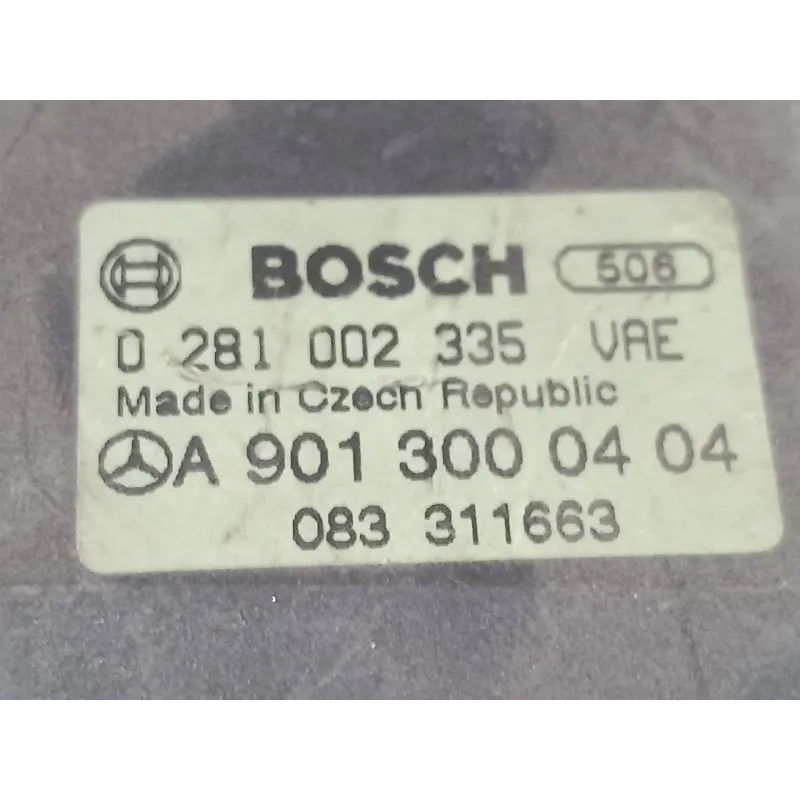 BOSCH 506
0 281 002 335 VAE
Made in Czech Republic
A 901 300 04 04
083 311663